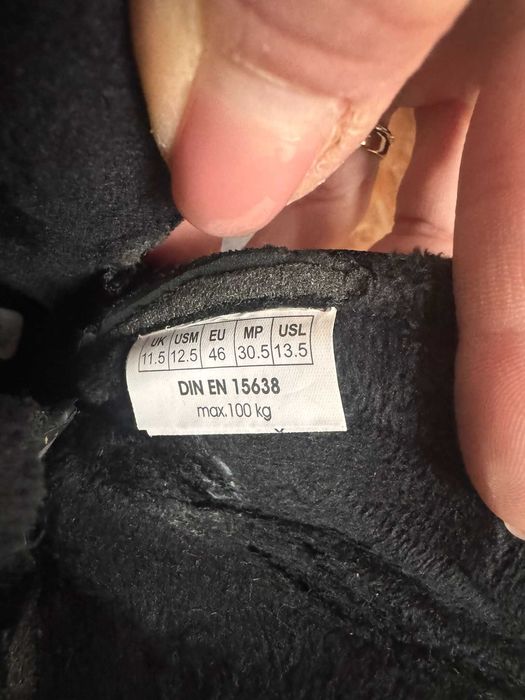 UK USM EU MP USL
11.5 12.5 46 30.5 13.5
DIN EN 15638
max.100 kg